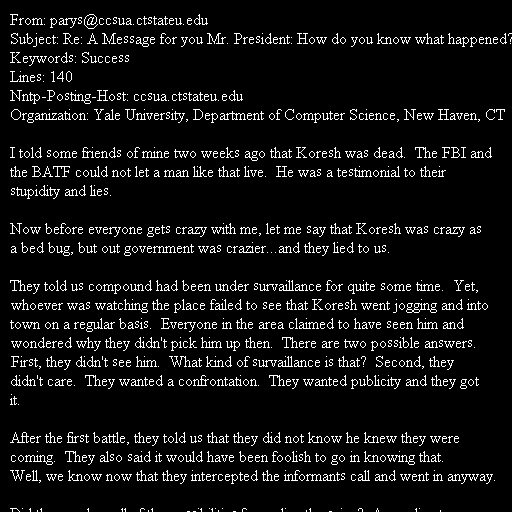 From: parys@ccsua.ctstateu.edu
Subject: Re: A Message for you Mr. President: How do you know what happened?
Keywords: Success
Lines: 140
Nntp-Posting-Host: ccsua.ctstateu.edu
Organization: Yale University, Department of Computer Science, New Haven, CT
I told some friends of mine two weeks ago that Koresh was dead. The FBI and
the BATF could not let a man like that live. He was a testimonial to their
stupidity and lies.
Now before everyone gets crazy with me, let me say that Koresh was crazy as
a bed bug, but out government was crazier...and they lied to us.
They told us compound had been under survaillance for quite some time. Yet,
whoever was watching the place failed to see that Koresh went jogging and into
town on a regular basis. Everyone in the area claimed to have seen him and
wondered why they didn't pick him up then. There are two possible answers.
First, they didn't see him. What kind of survaillance is that? Second, they
didn't care. They wanted a confrontation. They wanted publicity and they got
it.
After the first battle, they told us that they did not know he knew they were
coming. They also said it would have been foolish to go in knowing that.
Well, we know now that they intercepted the informants call and went in anyway.